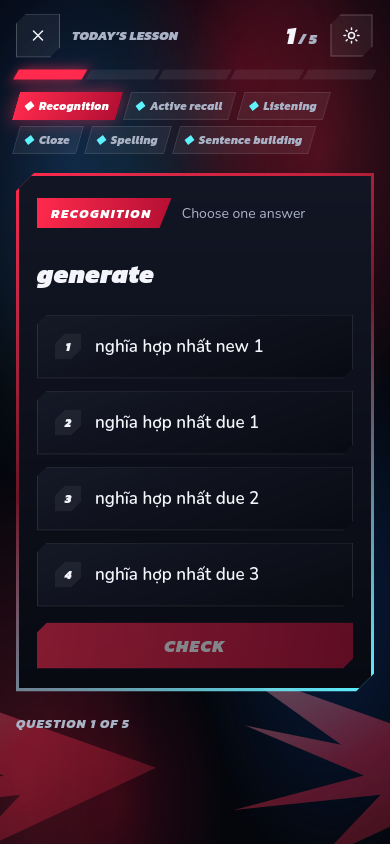 TODAY'S LESSON
1 / 5
Recognition
Active recall
Listening
Cloze
Spelling
Sentence building
RECOGNITION
Choose one answer
generate
1 nghĩa hợp nhất new 1
2 nghĩa hợp nhất due 1
3 nghĩa hợp nhất due 2
4 nghĩa hợp nhất due 3
CHECK
QUESTION 1 OF 5